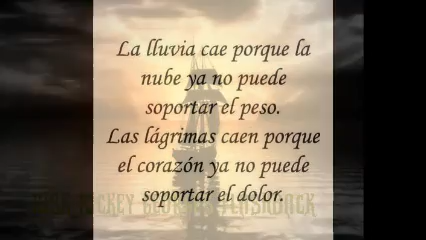 La lluvia cae porque la
nube ya no puede
soportar el peso.
Las lágrimas caen porque
el corazón ya no puede
soportar el dolor.
FLASHBACK